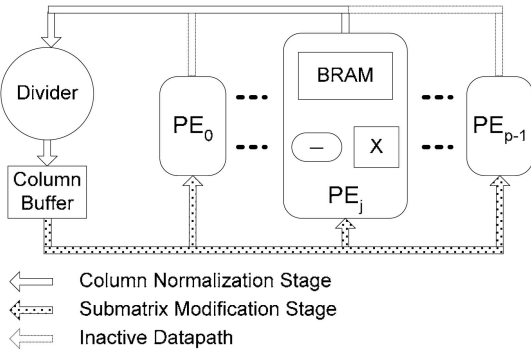 Divider
Column
Buffer
PE0
BRAM
–
X
PEj
PEp-1
Column Normalization Stage
Submatrix Modification Stage
Inactive Datapath